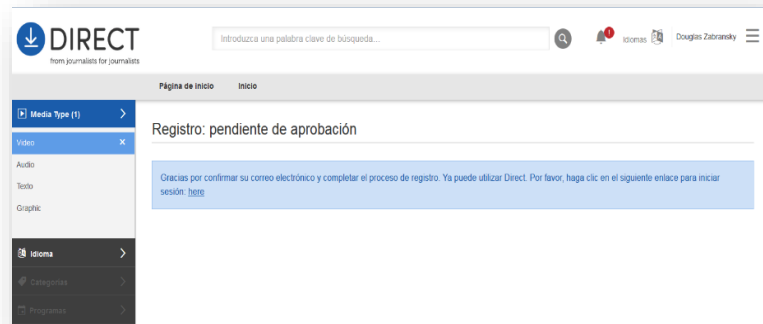 DIRECT
from journalists for journalists
Introduzca una palabra clave de búsqueda...
1
Idiomas
Douglas Zabransky
Página de inicio Inicio
Media Type (1)
Video
Audio
Texto
Graphic
Idioma
Categorías
Programas
Registro: pendiente de aprobación
Gracias por confirmar su correo electrónico y completar el proceso de registro. Ya puede utilizar Direct. Por favor, haga clic en el siguiente enlace para iniciar
sesión: here